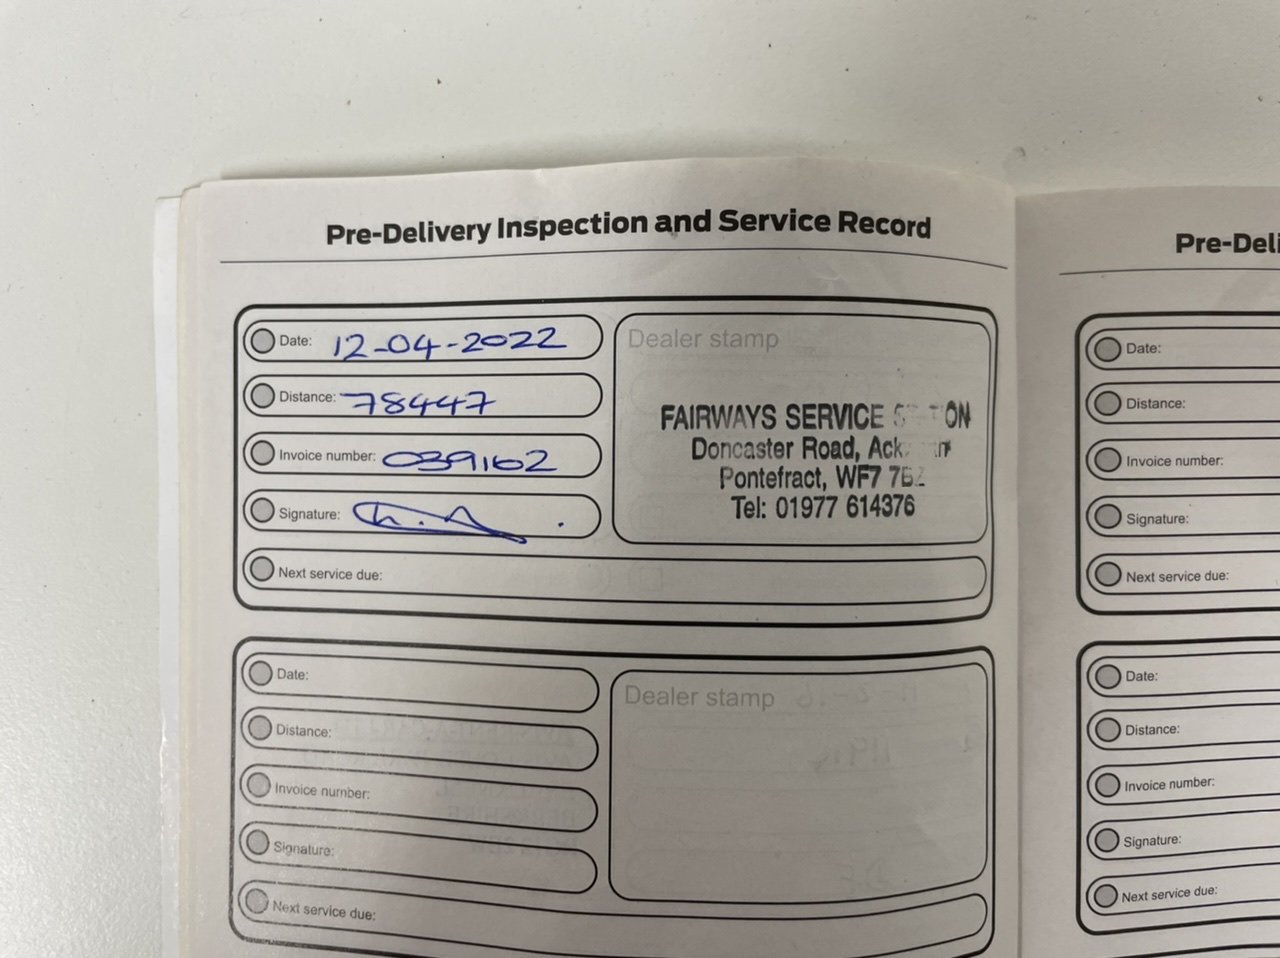 Pre-Delivery Inspection and Service Record
Date: 12-04-2022
Distance: 78447
Invoice number: 039162
Signature:
Next service due:
Dealer stamp
FAIRWAYS SERVICE
Doncaster Road,
Pontefract, WF7
Tel: 01977 614376
Date:
Distance:
Invoice number:
Signature:
Next service due:
Dealer stamp
Pre-Deli
Date:
Distance:
Invoice number:
Signature:
Next service due:
Date:
Distance:
Invoice number:
Signature:
Next service due: